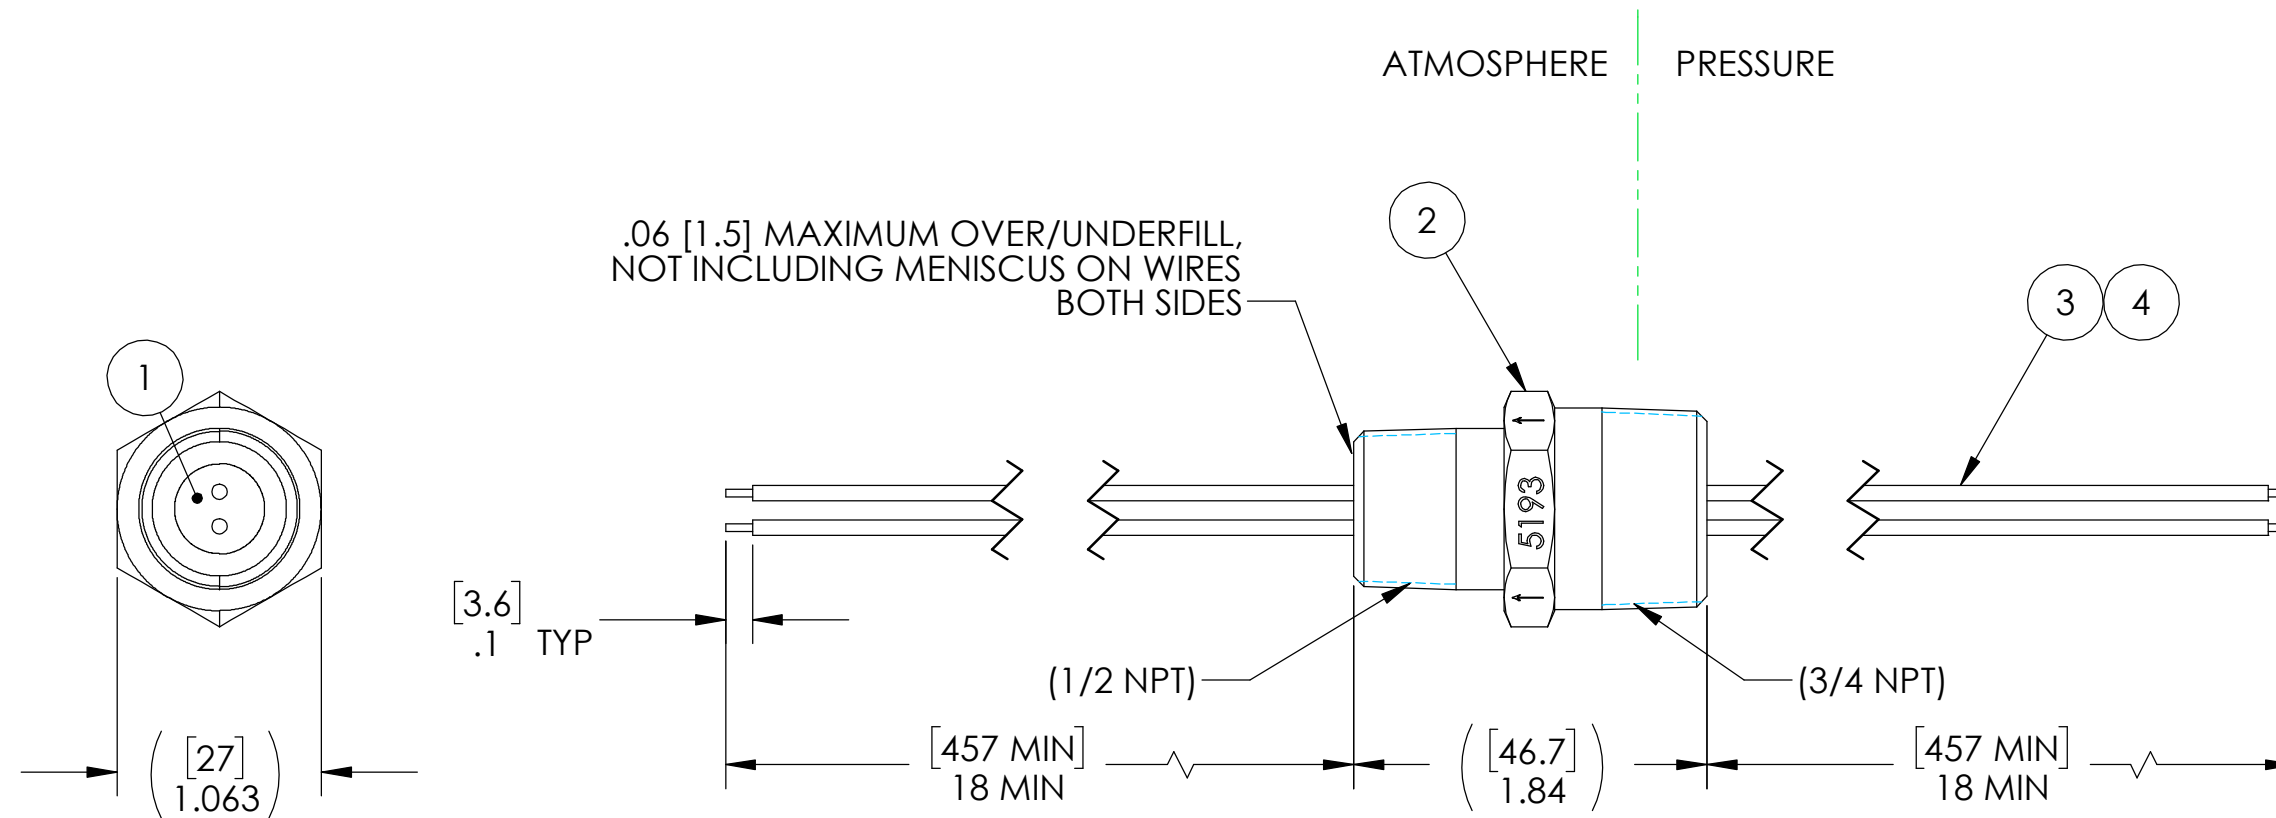 ATMOSPHERE
PRESSURE
.06 [1.5] MAXIMUM OVER/UNDERFILL,
NOT INCLUDING MENISCUS ON WIRES
BOTH SIDES
2
3
4
1
5193
[3.6]
.1 TYP
(1/2 NPT)
(3/4 NPT)
([27]
1.063)
[457 MIN]
18 MIN
([46.7]
1.84)
[457 MIN]
18 MIN